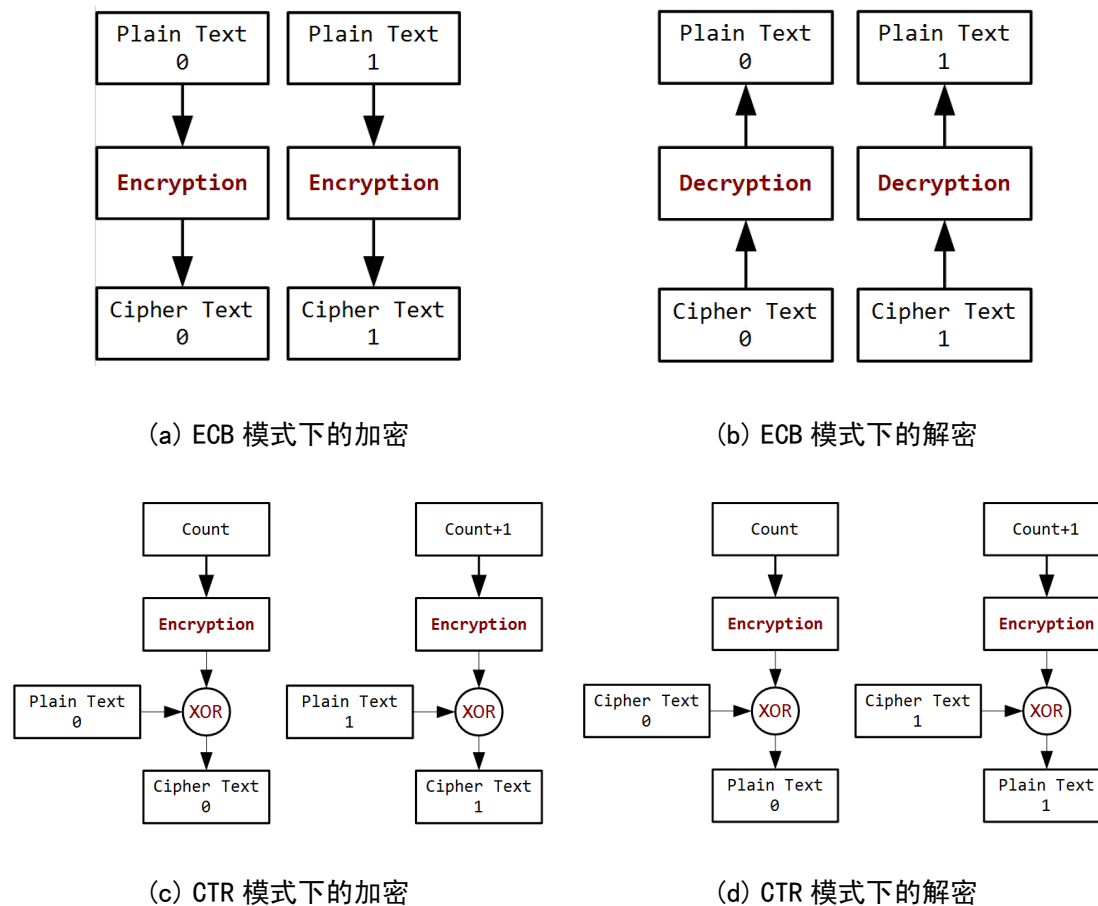 Plain Text
0
Plain Text
1
Encryption
Encryption
Cipher Text
0
Cipher Text
1
(a) ECB 模式下的加密
Plain Text
0
Plain Text
1
Decryption
Decryption
Cipher Text
0
Cipher Text
1
(b) ECB 模式下的解密
Count
Count+1
Encryption
Encryption
Plain Text
0
XOR
Plain Text
1
XOR
Cipher Text
0
Cipher Text
1
(c) CTR 模式下的加密
Count
Count+1
Encryption
Encryption
Cipher Text
0
XOR
Cipher Text
1
XOR
Plain Text
0
Plain Text
1
(d) CTR 模式下的解密